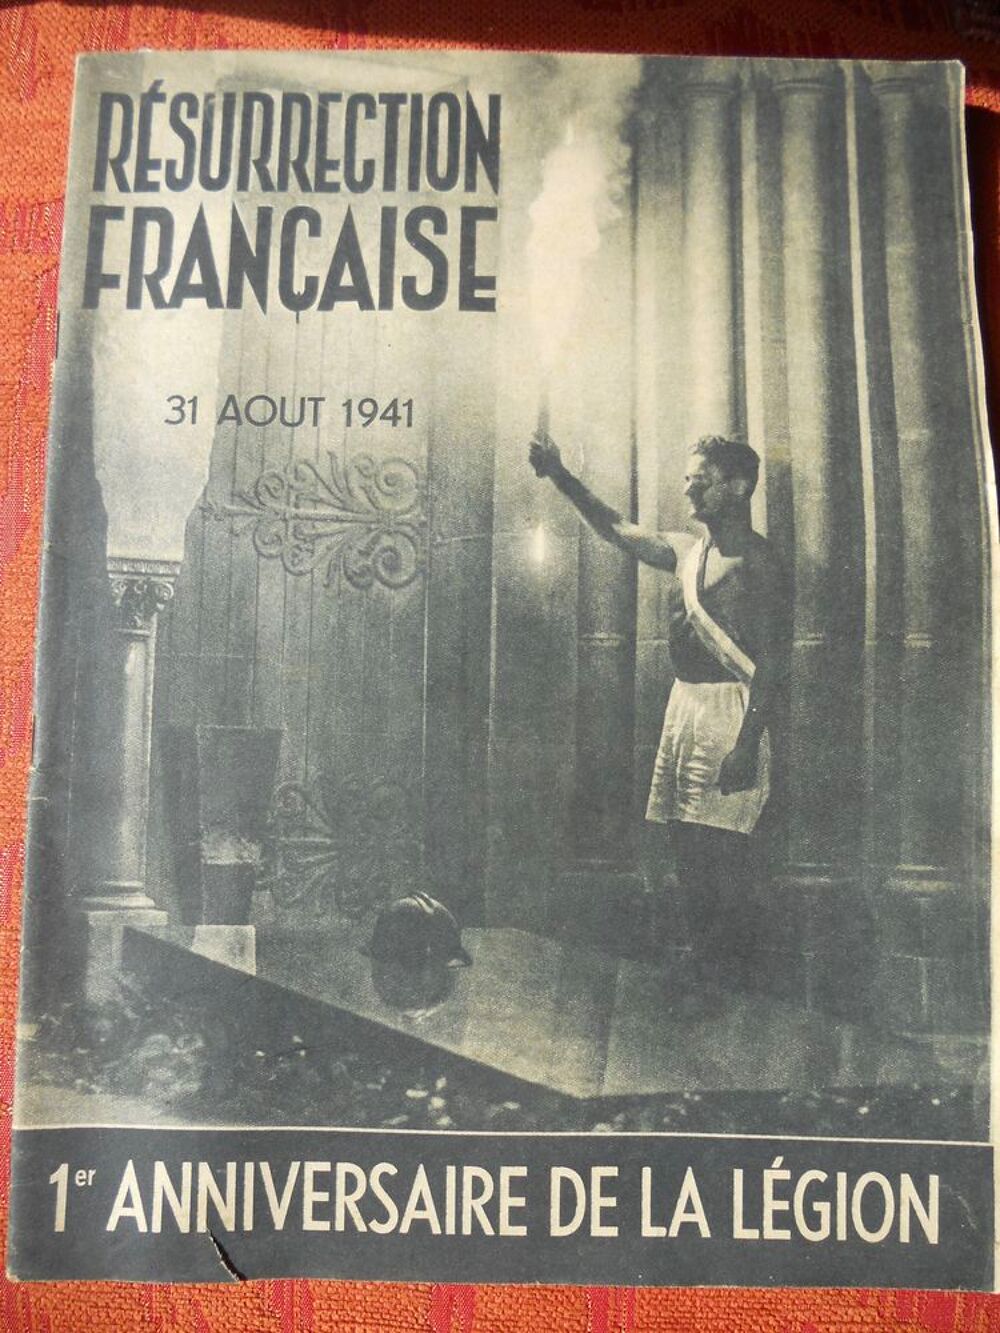 RÉSURRECTION
FRANÇAISE
31 AOUT 1941
1er ANNIVERSAIRE DE LA LÉGION